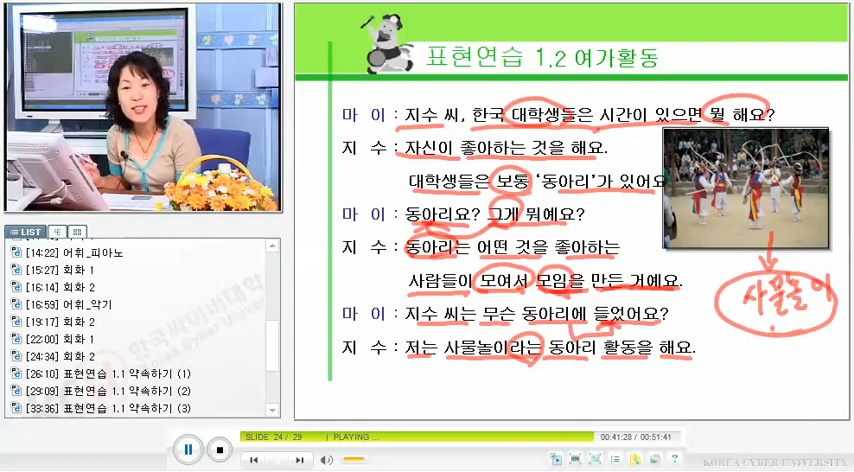 표현연습 1.2 여가활동
마 이 : 지수 씨, 한국 대학생들은 시간이 있으면 뭘 해요?
지 수 : 자신이 좋아하는 것을 해요.
대학생들은 보통 '동아리'가 있어요
마 이 : 동아리요? 그게 뭐예요?
지 수 : 동아리는 어떤 것을 좋아하는
사람들이 모여서 모임을 만든 거예요.
마 이 : 지수 씨는 무슨 동아리에 들었어요?
지 수 : 저는 사물놀이라는 동아리 활동을 해요.
사물놀이
LIST
[14:22] 어휘_피아노
[15:27] 회화 1
[16:14] 회화 2
[16:59] 어휘_악기
[19:17] 회화 2
[22:00] 회화 1
[24:34] 회화 2
[26:10] 표현연습 1.1 약속하기 (1)
[29:09] 표현연습 1.1 약속하기 (2)
[33:36] 표현연습 1.1 약속하기 (3)
SLIDE 24 / 29 | PLAYING ...
00:41:28 / 00:51:41
KOREA CYBER UNIVERSITY